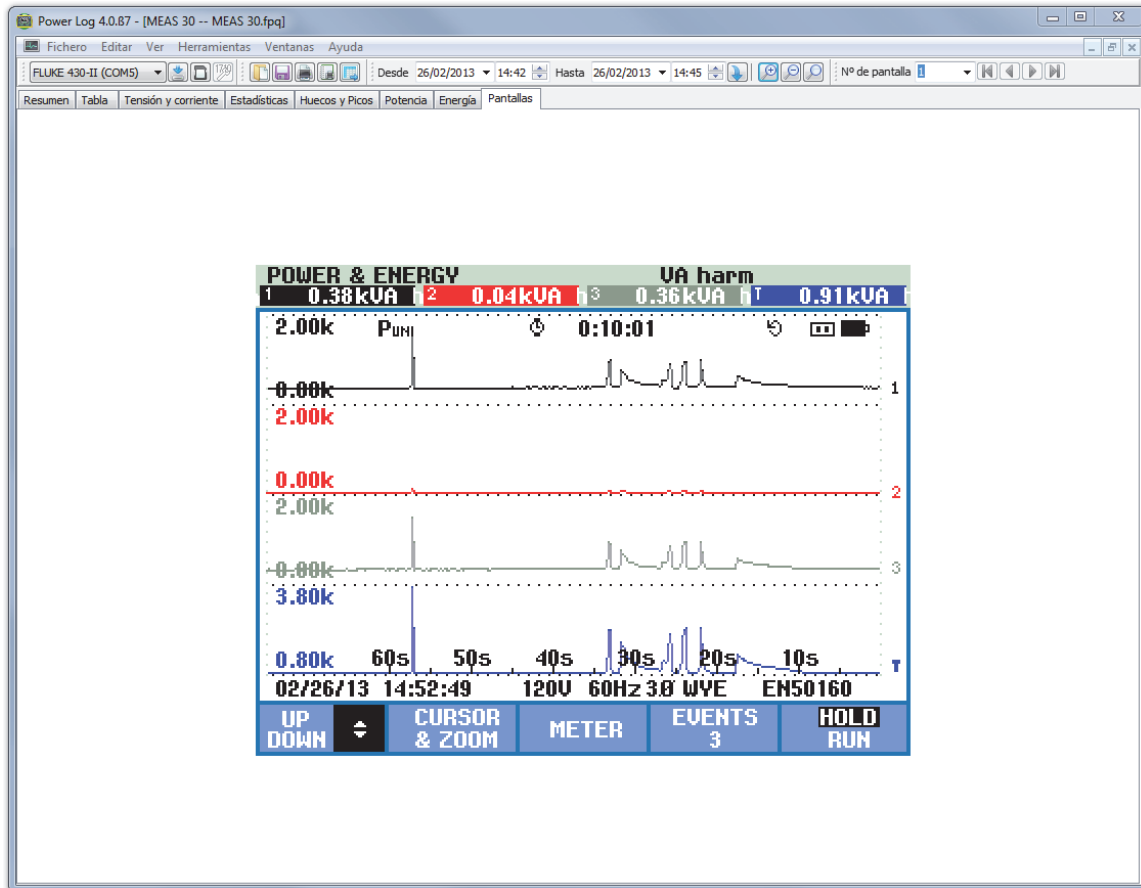 Power Log 4.0.ß7 - [MEAS 30 -- MEAS 30.fpq]
Fichero Editar Ver Herramientas Ventanas Ayuda
FLUKE 430-II (COM5) Desde 26/02/2013 14:42 Hasta 26/02/2013 14:45 Nº de pantalla 1
Resumen Tabla Tensión y corriente Estadísticas Huecos y Picos Potencia Energía Pantallas
POWER & ENERGY VA harm
1 0.38kVA h 2 0.04kVA h 3 0.36kVA h T 0.91kVA h
2.00k PUNI 0:10:01
0.00k 1
2.00k
0.00k 2
2.00k
0.00k 3
3.80k
0.80k 60s 50s 40s 30s 20s 10s T
02/26/13 14:52:49 120V 60Hz 3Ø WYE EN50160
UP DOWN CURSOR & ZOOM METER EVENTS 3 HOLD RUN